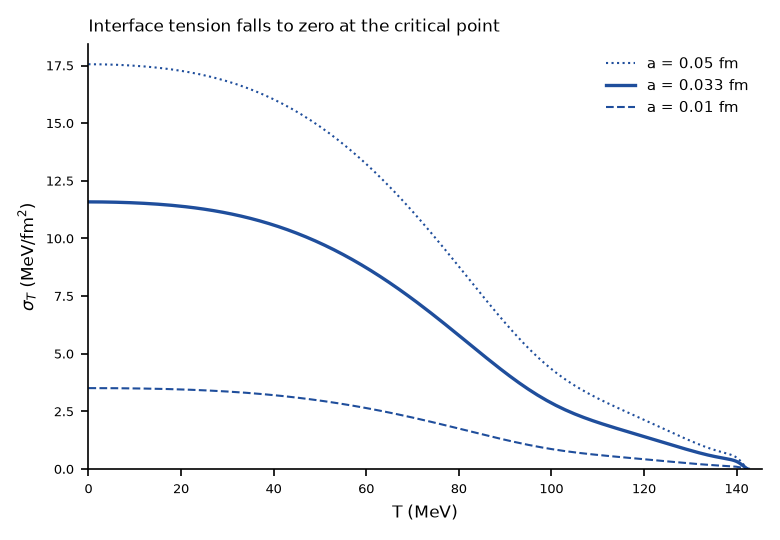 Interface tension falls to zero at the critical point
a = 0.05 fm
a = 0.033 fm
a = 0.01 fm
17.5
15.0
12.5
10.0
7.5
5.0
2.5
0.0
σ_T (MeV/fm²)
0 20 40 60 80 100 120 140
T (MeV)